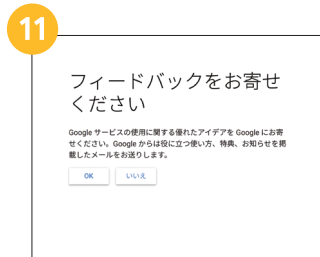 11
フィードバックをお寄せ
ください
Google サービスの使用に関する優れたアイデアを Google にお寄
せください。Google からは役に立つ使い方、特典、お知らせを掲
載したメールをお送りします。
OK いいえ